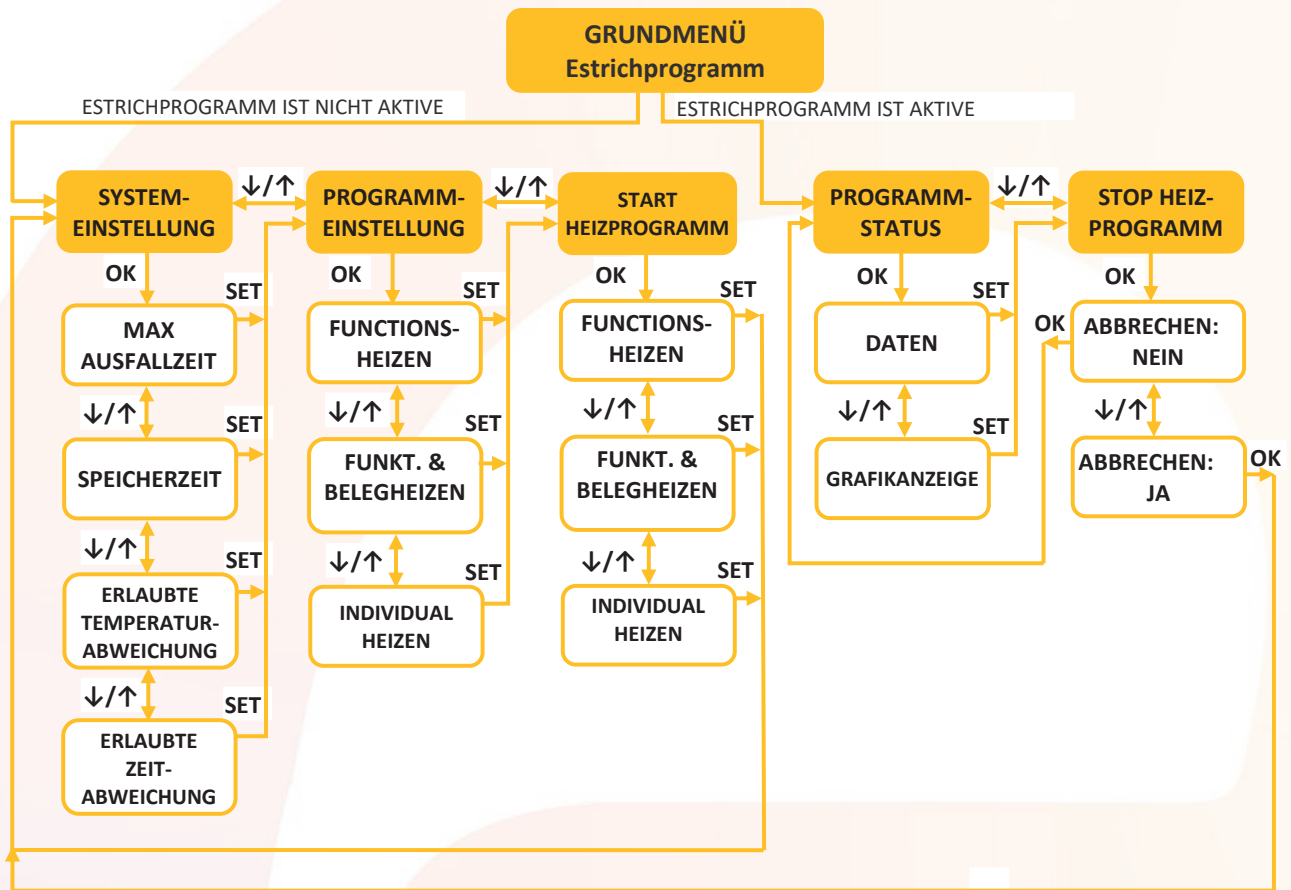 GRUNDMENÜ
Estrichprogramm
ESTRICHPROGRAMM IST NICHT AKTIVE
ESTRICHPROGRAMM IST AKTIVE
SYSTEM-
EINSTELLUNG
↓/↑
PROGRAMM-
EINSTELLUNG
↓/↑
START
HEIZPROGRAMM
PROGRAMM-
STATUS
↓/↑
STOP HEIZ-
PROGRAMM
OK
SET
MAX
AUSFALLZEIT
↓/↑
SET
SPEICHERZEIT
↓/↑
SET
ERLAUBTE
TEMPERATUR-
ABWEICHUNG
↓/↑
SET
ERLAUBTE
ZEIT-
ABWEICHUNG
OK
SET
FUNCTIONS-
HEIZEN
↓/↑
SET
FUNKT. &
BELEGHEIZEN
↓/↑
SET
INDIVIDUAL
HEIZEN
OK
SET
FUNCTIONS-
HEIZEN
↓/↑
SET
FUNKT. &
BELEGHEIZEN
↓/↑
SET
INDIVIDUAL
HEIZEN
OK
SET
DATEN
↓/↑
SET
GRAFIKANZEIGE
OK
OK
ABBRECHEN:
NEIN
↓/↑
ABBRECHEN:
JA
OK